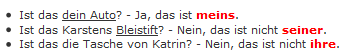 Ist das dein Auto? - Ja, das ist meins.
Ist das Karstens Bleistift? - Nein, das ist nicht seiner.
Ist das die Tasche von Katrin? - Nein, das ist nicht ihre.